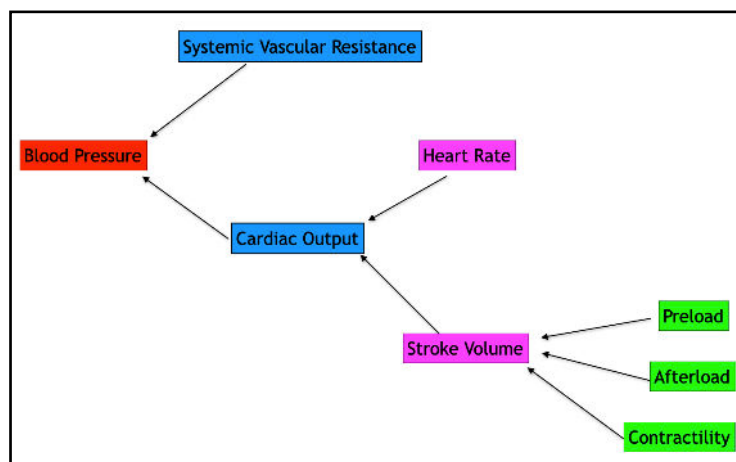 Systemic Vascular Resistance
Blood Pressure
Heart Rate
Cardiac Output
Preload
Stroke Volume
Afterload
Contractility